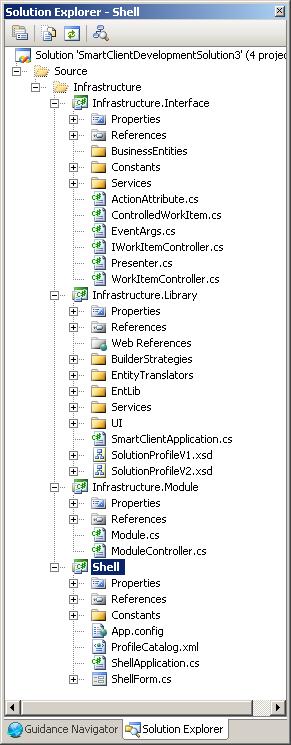 Solution Explorer - Shell
Solution 'SmartClientDevelopmentSolution3' (4 projec
Source
Infrastructure
Infrastructure.Interface
Properties
References
BusinessEntities
Constants
Services
ActionAttribute.cs
ControlledWorkItem.cs
EventArgs.cs
IWorkItemController.cs
Presenter.cs
WorkItemController.cs
Infrastructure.Library
Properties
References
Web References
BuilderStrategies
EntityTranslators
EntLib
Services
UI
SmartClientApplication.cs
SolutionProfileV1.xsd
SolutionProfileV2.xsd
Infrastructure.Module
Properties
References
Module.cs
ModuleController.cs
Shell
Properties
References
Constants
App.config
ProfileCatalog.xml
ShellApplication.cs
ShellForm.cs
Guidance Navigator Solution Explorer